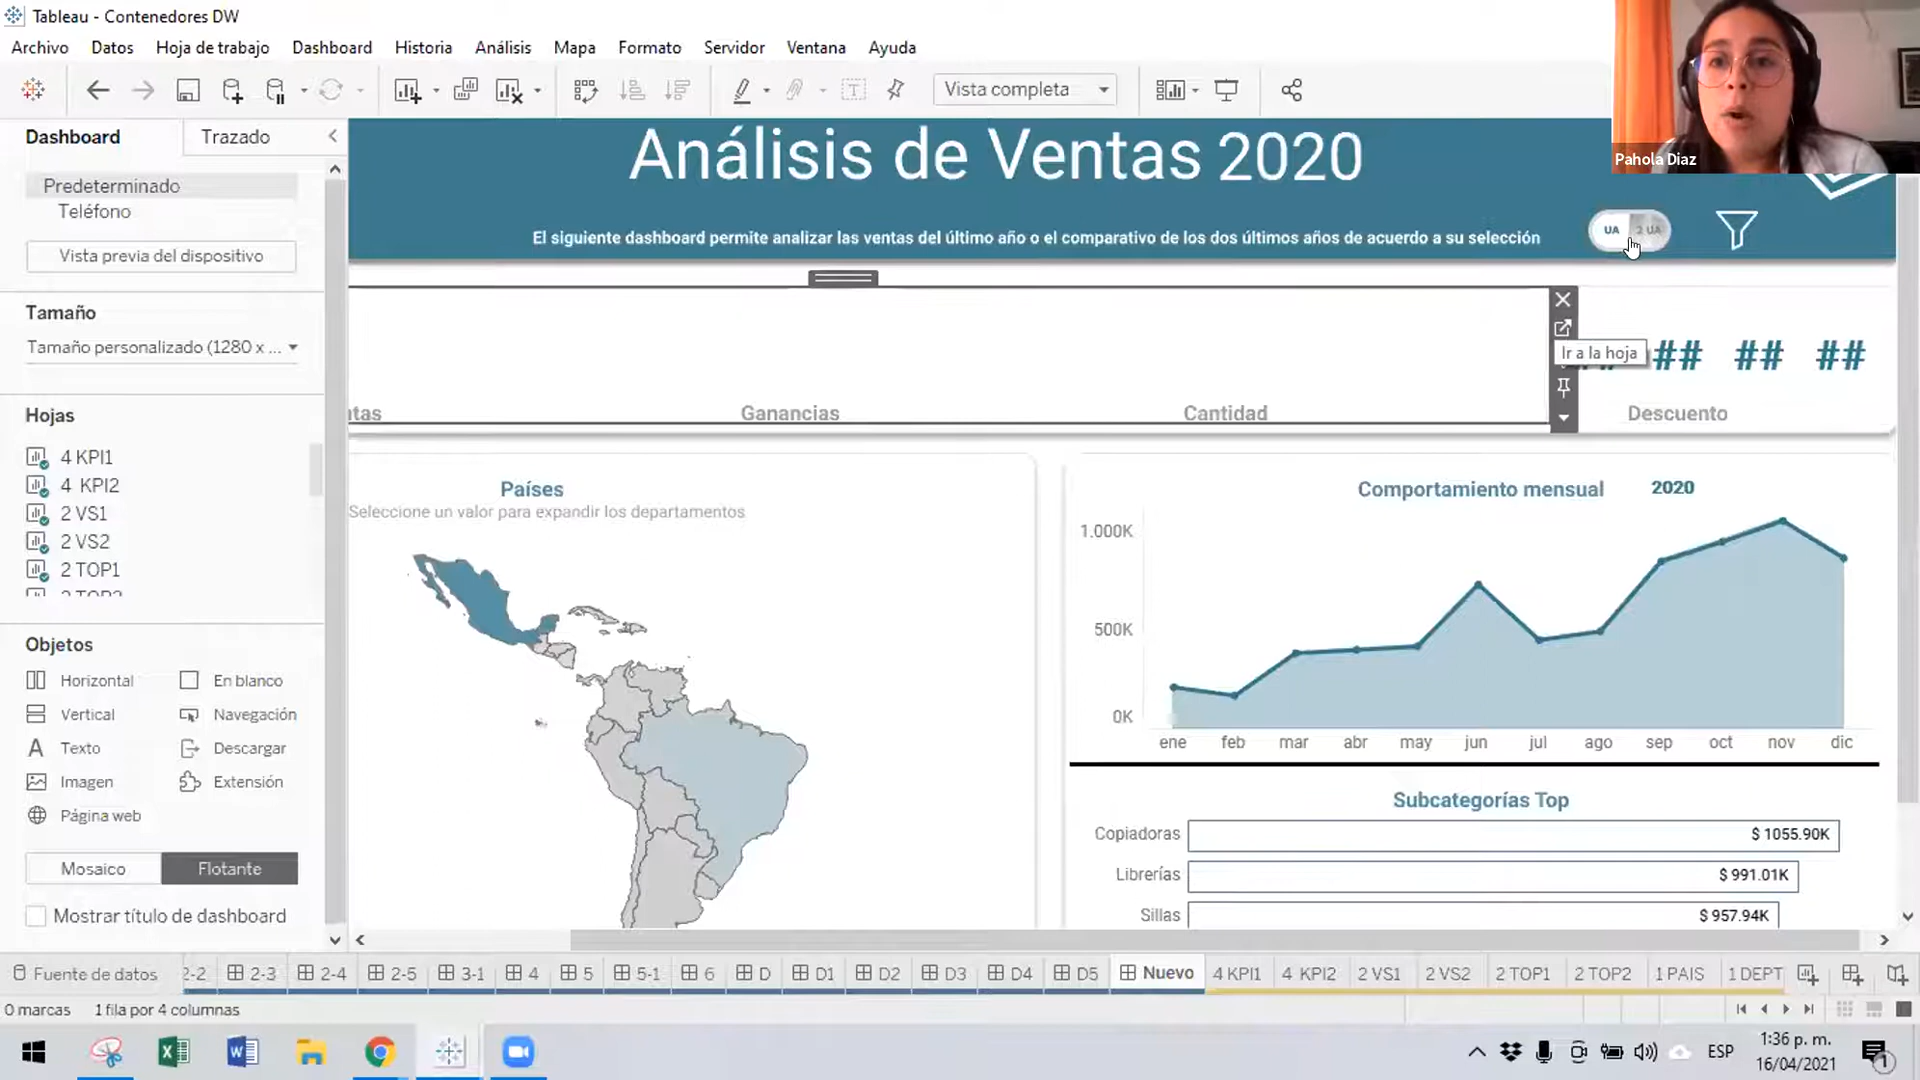 Tableau - Contenedores DW
Archivo Datos Hoja de trabajo Dashboard Historia Análisis Mapa Formato Servidor Ventana Ayuda
Vista completa
Pahola Diaz
Dashboard Trazado
Predeterminado
Teléfono
Vista previa del dispositivo
Tamaño
Tamaño personalizado (1280 x ...
Hojas
4 KPI1
4 KPI2
2 VS1
2 VS2
2 TOP1
2 TOP2
Objetos
Horizontal En blanco
Vertical Navegación
Texto Descargar
Imagen Extensión
Página web
Mosaico Flotante
Mostrar título de dashboard
Análisis de Ventas 2020
El siguiente dashboard permite analizar las ventas del último año o el comparativo de los dos últimos años de acuerdo a su selección
UA 2 UA
Ir a la hoja
## ## ##
ntas Ganancias Cantidad Descuento
Países
Seleccione un valor para expandir los departamentos
Comportamiento mensual 2020
1.000K
500K
0K
ene feb mar abr may jun jul ago sep oct nov dic
Subcategorías Top
Copiadoras $ 1055.90K
Librerías $ 991.01K
Sillas $ 957.94K
Fuente de datos 2-2 2-3 2-4 2-5 3-1 4 5 5-1 6 D D1 D2 D3 D4 D5 Nuevo 4 KPI1 4 KPI2 2 VS1 2 VS2 2 TOP1 2 TOP2 1 PAIS 1 DEPT
0 marcas 1 fila por 4 columnas
ESP
1:36 p. m.
16/04/2021
1